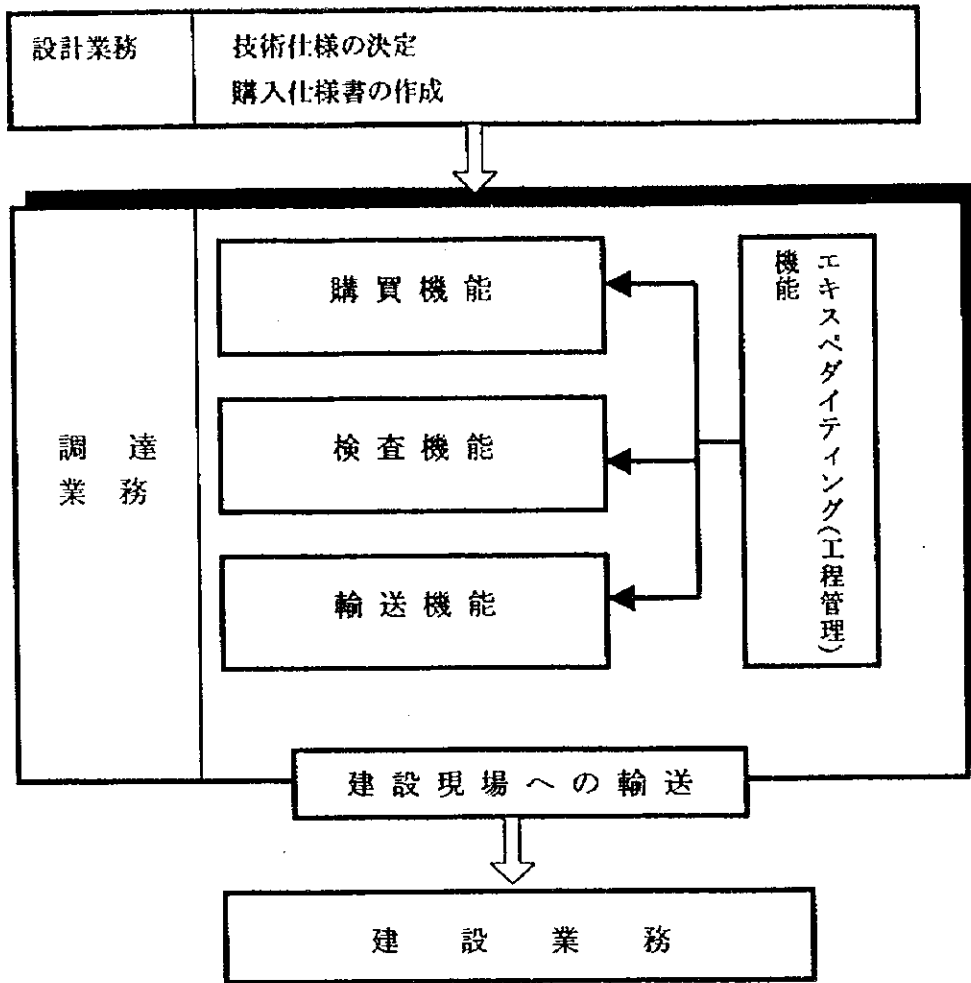 設計業務
技術仕様の決定
購入仕様書の作成
調達
業務
購買機能
検査機能
輸送機能
エキスペダイティング(工程管理)
機能
建設現場への輸送
建設業務